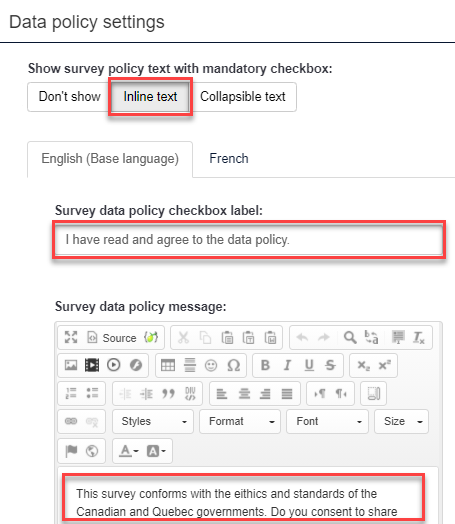 Data policy settings
Show survey policy text with mandatory checkbox:
Don't show Inline text Collapsible text
English (Base language) French
Survey data policy checkbox label:
I have read and agree to the data policy.
Survey data policy message:
Source
B I U S x₂ x²
DIV
Styles Format Font Size
A A
This survey conforms with the eithics and standards of the
Canadian and Quebec governments. Do you consent to share